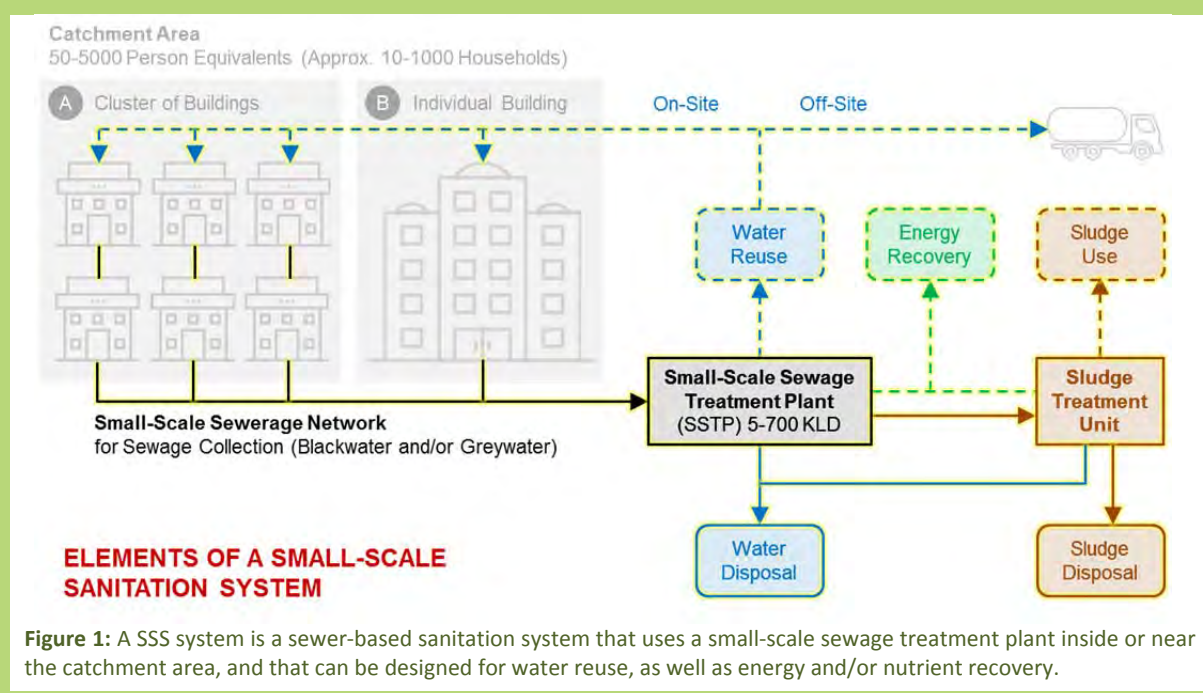 Catchment Area
50-5000 Person Equivalents (Approx. 10-1000 Households)
A Cluster of Buildings
B Individual Building
On-Site
Off-Site
Water
Reuse
Energy
Recovery
Sludge
Use
Small-Scale Sewage
Treatment Plant
(SSTP) 5-700 KLD
Sludge
Treatment
Unit
Small-Scale Sewerage Network
for Sewage Collection (Blackwater and/or Greywater)
Water
Disposal
Sludge
Disposal
ELEMENTS OF A SMALL-SCALE
SANITATION SYSTEM
Figure 1: A SSS system is a sewer-based sanitation system that uses a small-scale sewage treatment plant inside or near
the catchment area, and that can be designed for water reuse, as well as energy and/or nutrient recovery.